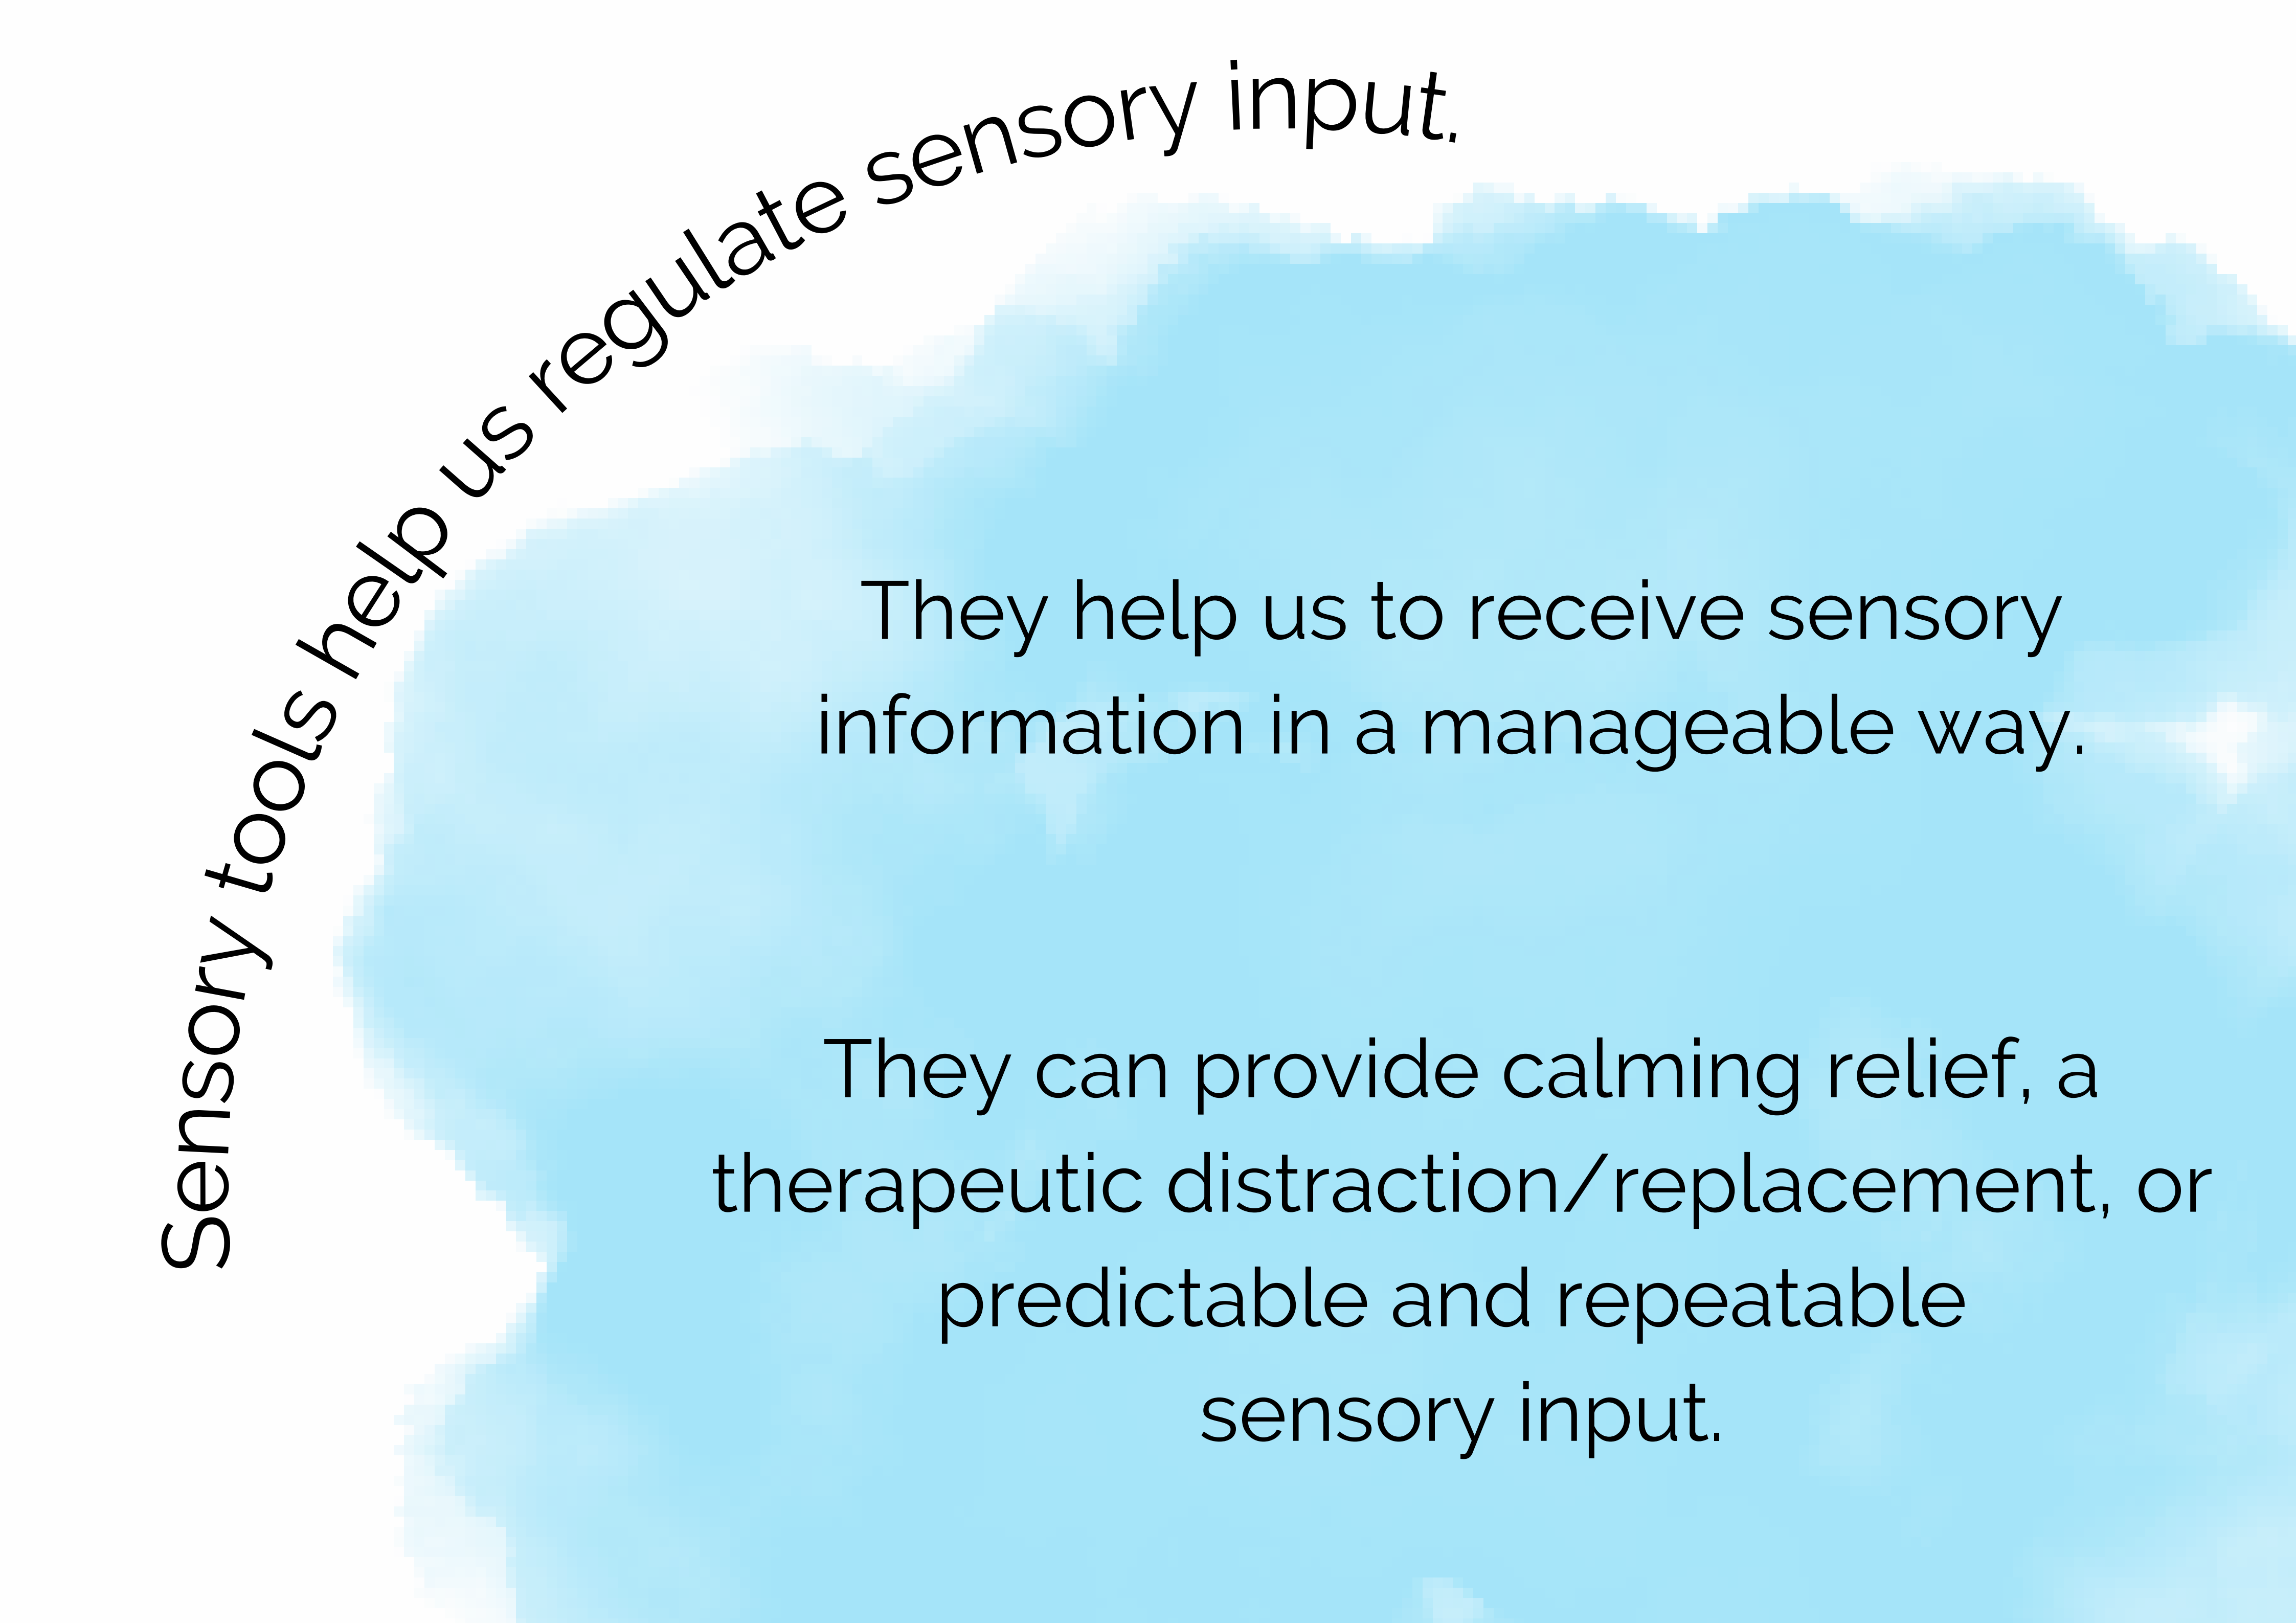 Sensory tools help us regulate sensory input.
They help us to receive sensory
information in a manageable way.
They can provide calming relief, a
therapeutic distraction/replacement, or
predictable and repeatable
sensory input.